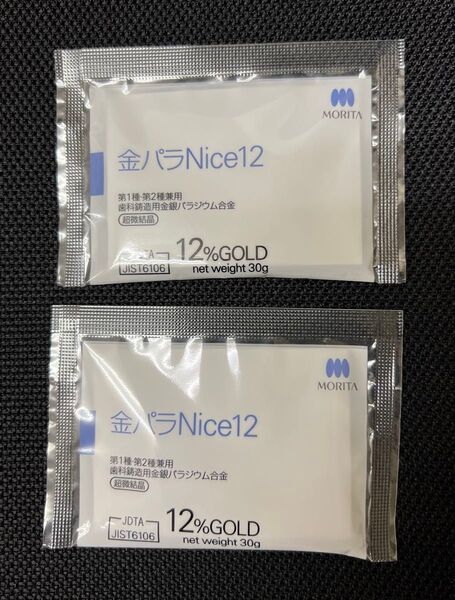 MORITA
金パラNice12
第1種・第2種兼用
歯科鋳造用金銀パラジウム合金
超微結晶
JDTA
JIST6106
12%GOLD
net weight 30g
MORITA
金パラNice12
第1種・第2種兼用
歯科鋳造用金銀パラジウム合金
超微結晶
JDTA
JIST6106
12%GOLD
net weight 30g